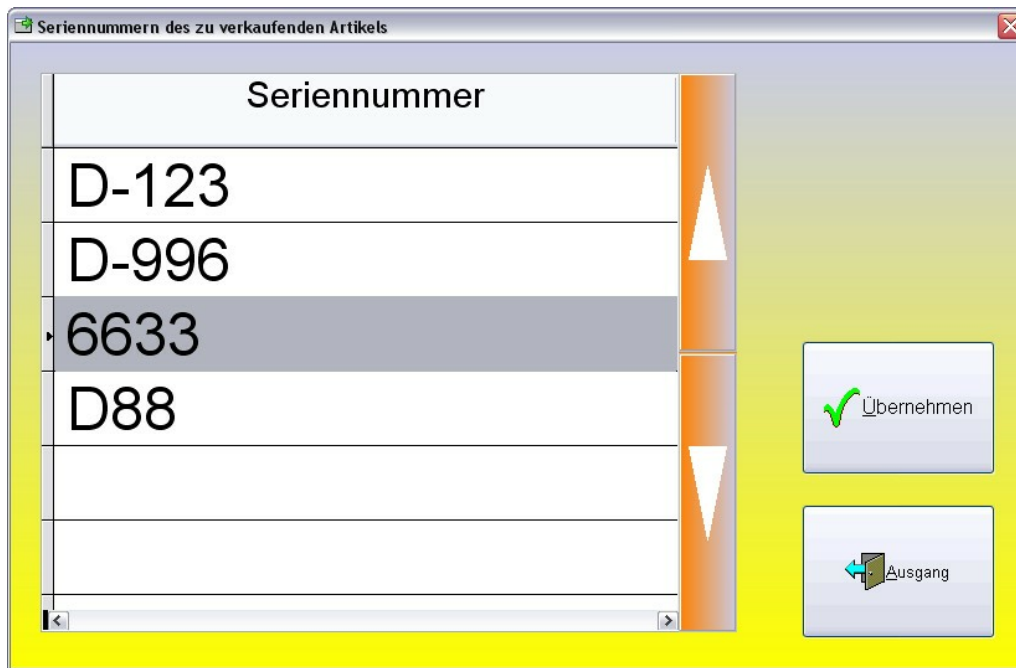 Seriennummern des zu verkaufenden Artikels
Seriennummer
D-123
D-996
6633
D88
Übernehmen
Ausgang